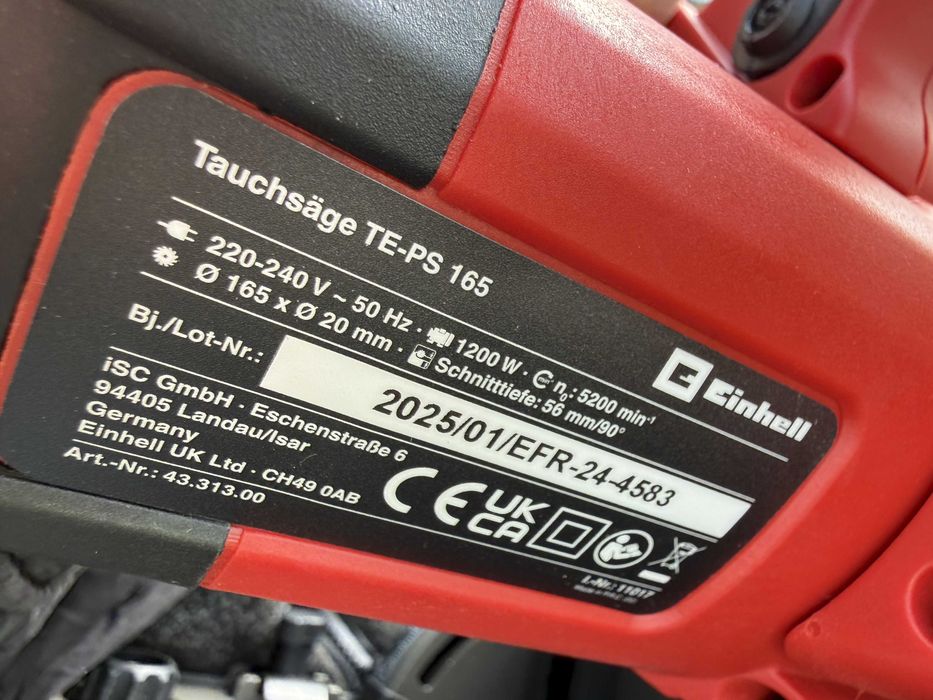 Tauchsäge TE-PS 165
220-240 V ~ 50 Hz · 1200 W · n₀: 5200 min⁻¹
Ø 165 x Ø 20 mm · Schnitttiefe: 56 mm/90°
Einhell
Bj./Lot-Nr.: 2025/01/EFR-24-4583
iSC GmbH · Eschenstraße 6
94405 Landau/Isar
Germany
Einhell UK Ltd · CH49 0AB
Art.-Nr.: 43.313.00
CE UK CA
I.-Nr.: 11017